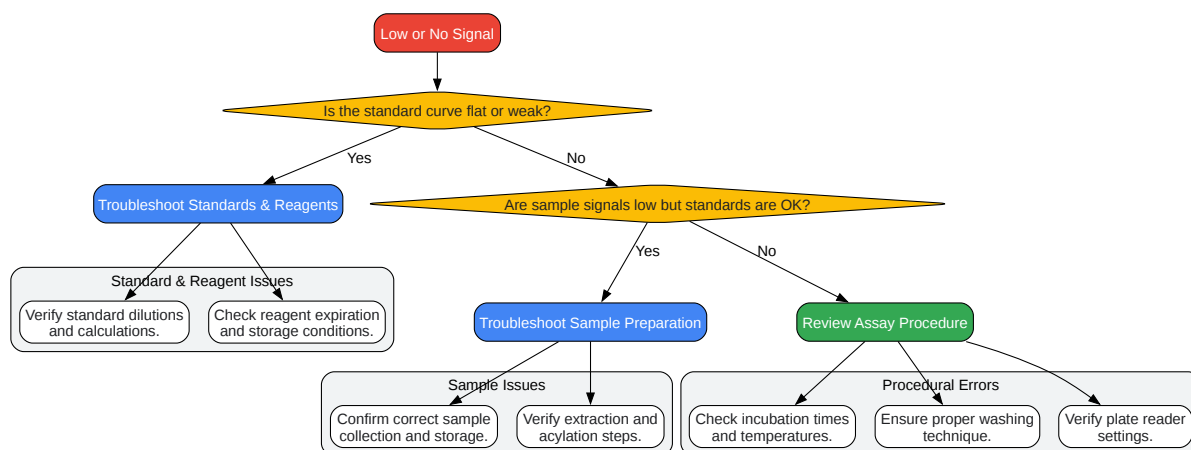 Low or No Signal
Is the standard curve flat or weak?
Yes
No
Troubleshoot Standards & Reagents
Are sample signals low but standards are OK?
Yes
No
Standard & Reagent Issues
Verify standard dilutions
and calculations.
Check reagent expiration
and storage conditions.
Troubleshoot Sample Preparation
Review Assay Procedure
Sample Issues
Confirm correct sample
collection and storage.
Verify extraction and
acylation steps.
Procedural Errors
Check incubation times
and temperatures.
Ensure proper washing
technique.
Verify plate reader
settings.